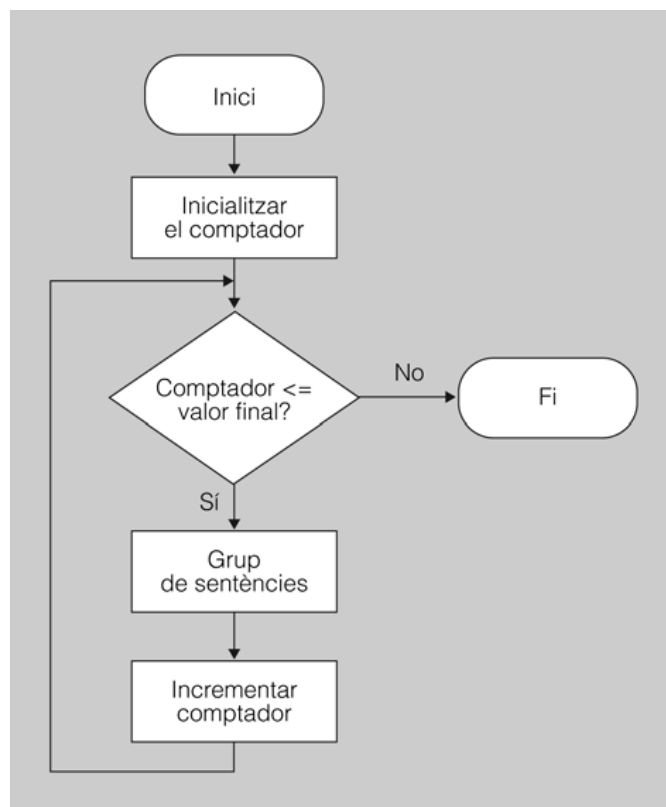 Inici
Inicialitzar
el comptador
Comptador <=
valor final?
No
Fi
Sí
Grup
de sentències
Incrementar
comptador